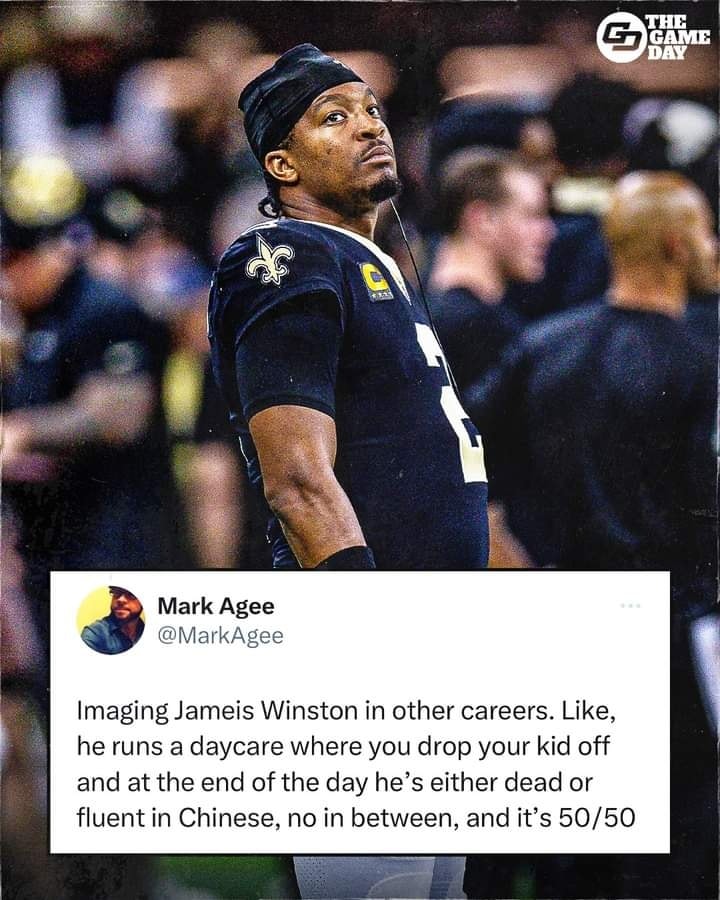 THE
GAME
DAY
C
2
Mark Agee
@MarkAgee
Imaging Jameis Winston in other careers. Like,
he runs a daycare where you drop your kid off
and at the end of the day he’s either dead or
fluent in Chinese, no in between, and it’s 50/50